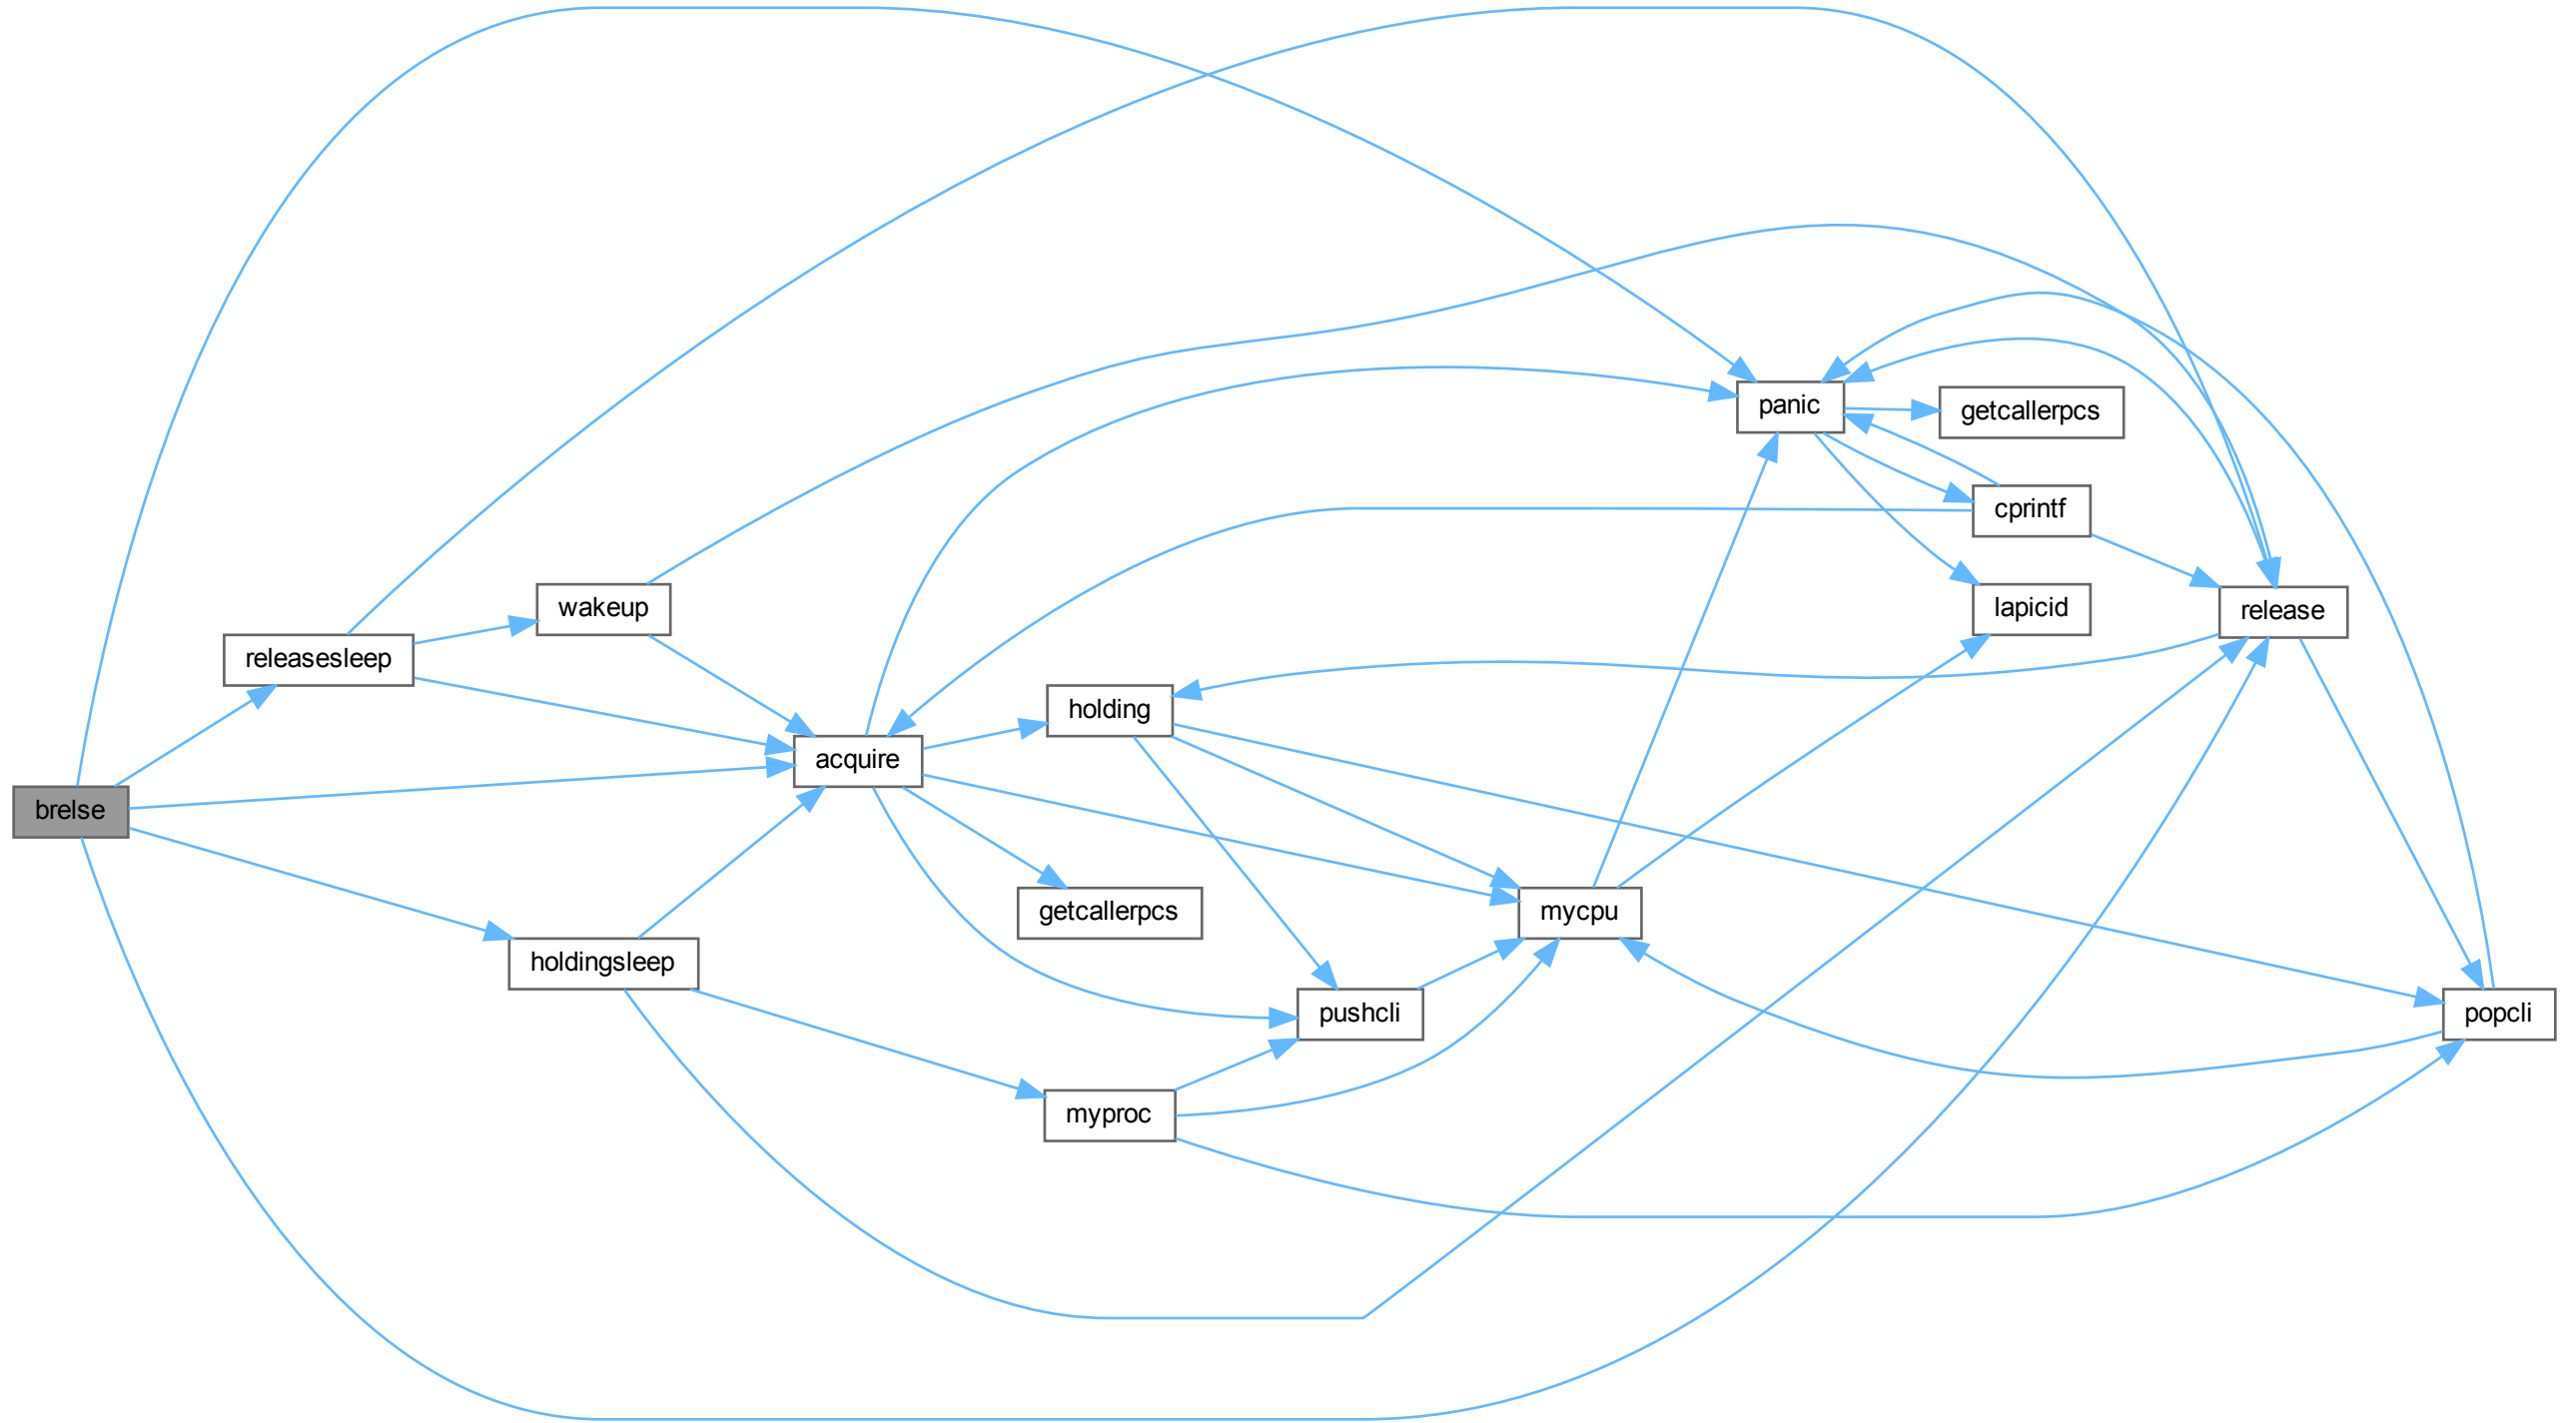 panic
getcallerpcs
cprintf
wakeup
lapicid
release
releasesleep
holding
acquire
brelse
getcallerpcs
mycpu
holdingsleep
pushcli
popcli
myproc